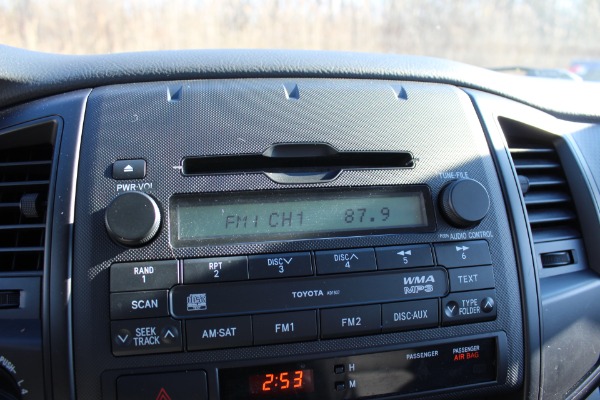 PWR·VOL
TUNE·FILE
FM1 CH1 87.9
PUSH AUDIO CONTROL
RAND 1
RPT 2
DISC 3
DISC 4
5
6
SCAN
TOYOTA
WMA
MP3
TEXT
SEEK TRACK
AM·SAT
FM1
FM2
DISC·AUX
TYPE FOLDER
PUSH
2:53
H
M
PASSENGER
PASSENGER
AIR BAG